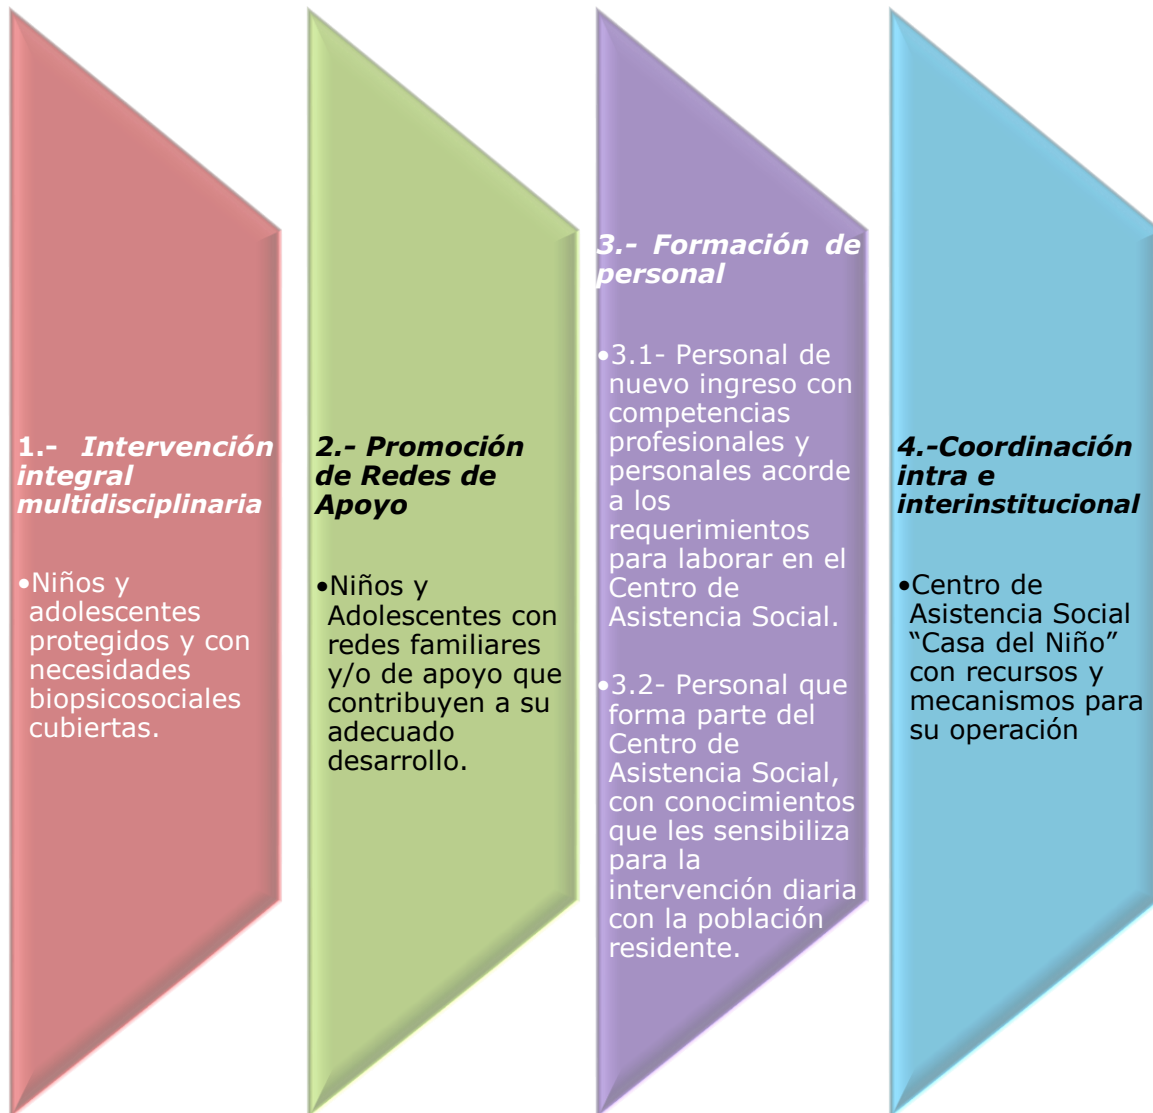 1.- Intervención
integral
multidisciplinaria
•Niños y
adolescentes
protegidos y con
necesidades
biopsicosociales
cubiertas.
2.- Promoción
de Redes de
Apoyo
•Niños y
Adolescentes con
redes familiares
y/o de apoyo que
contribuyen a su
adecuado
desarrollo.
3.- Formación de
personal
•3.1- Personal de
nuevo ingreso con
competencias
profesionales y
personales acorde
a los
requerimientos
para laborar en el
Centro de
Asistencia Social.
•3.2- Personal que
forma parte del
Centro de
Asistencia Social,
con conocimientos
que les sensibiliza
para la
intervención diaria
con la población
residente.
4.-Coordinación
intra e
interinstitucional
•Centro de
Asistencia Social
“Casa del Niño”
con recursos y
mecanismos para
su operación